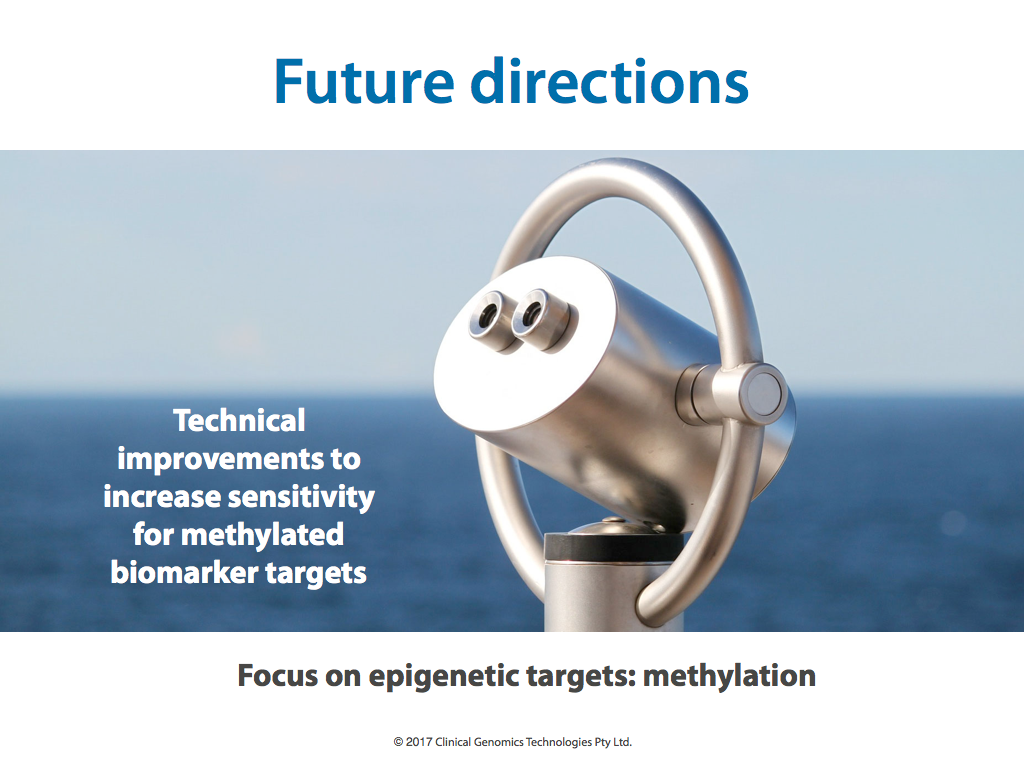 Future directions
Technical
improvements to
increase sensitivity
for methylated
biomarker targets
Focus on epigenetic targets: methylation
© 2017 Clinical Genomics Technologies Pty Ltd.